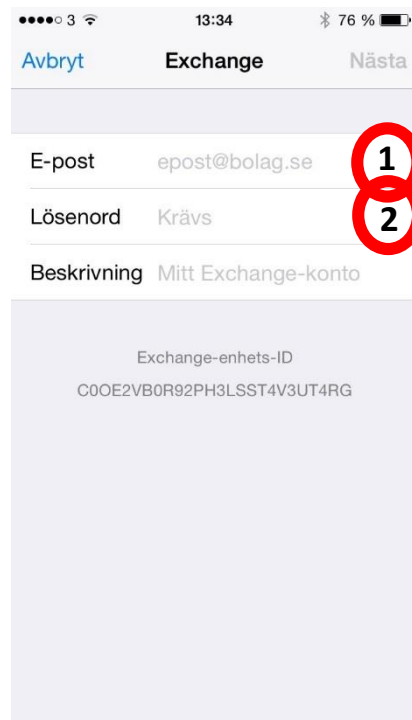 ●●●●○ 3 13:34 76 %
Avbryt Exchange Nästa
E-post epost@bolag.se 1
Lösenord Krävs 2
Beskrivning Mitt Exchange-konto
Exchange-enhets-ID
C0OE2VB0R92PH3LSST4V3UT4RG